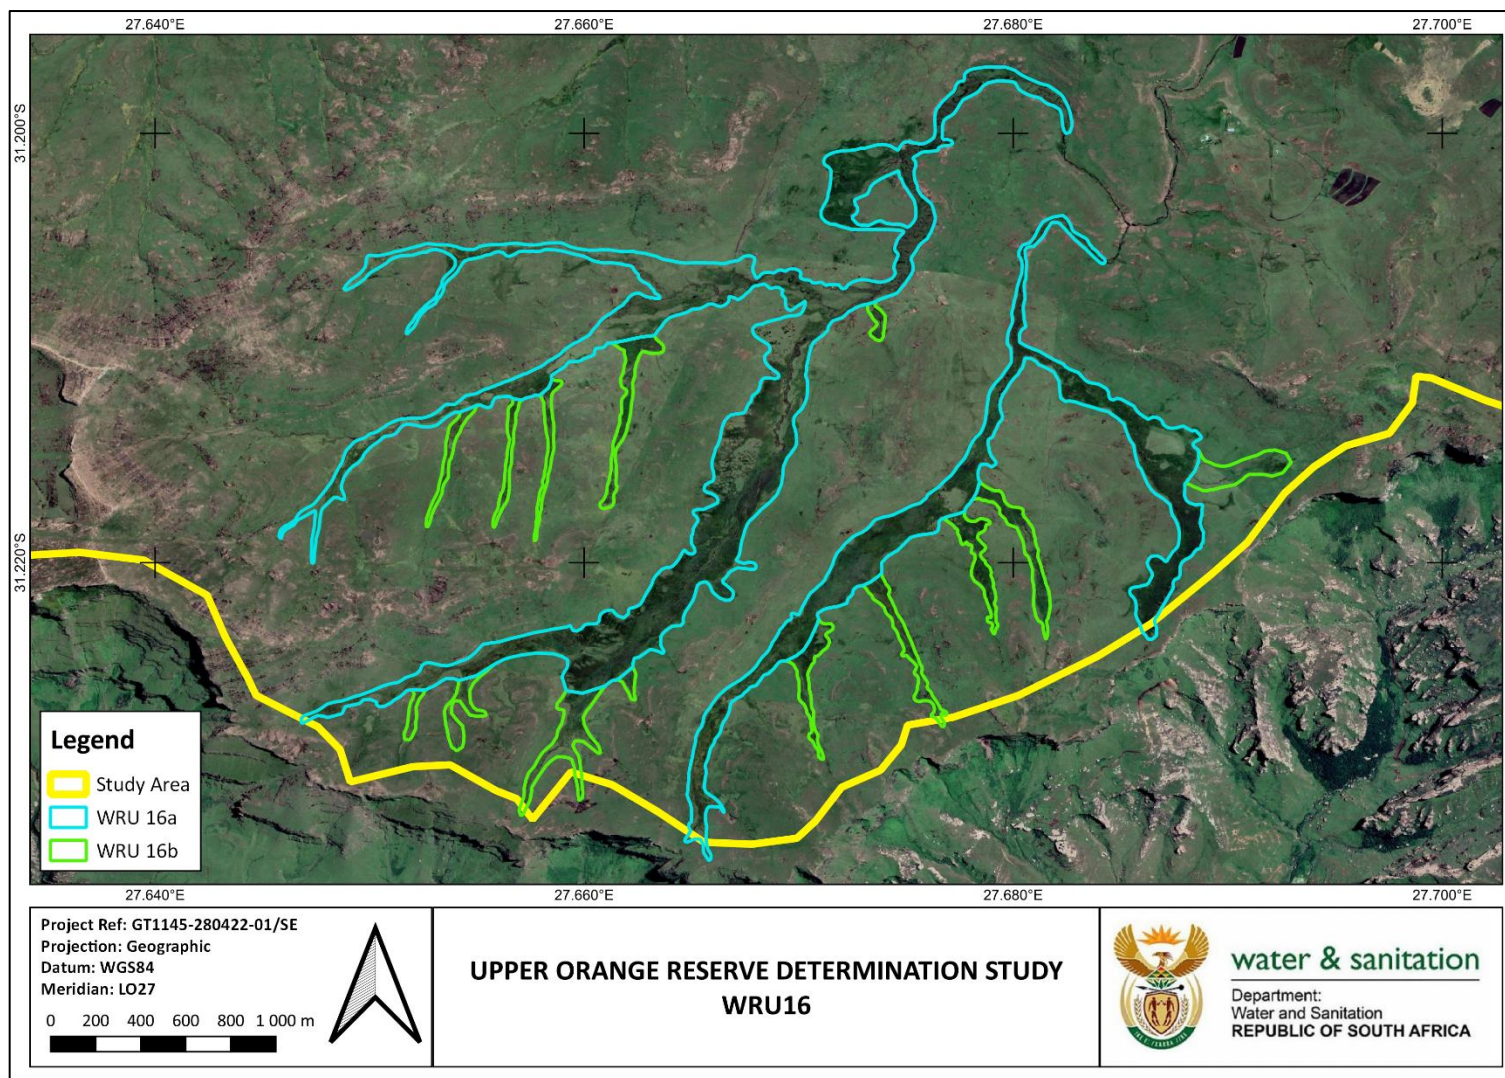 27.640°E 27.660°E 27.680°E 27.700°E
31.200°S
31.220°S
Legend
Study Area
WRU 16a
WRU 16b
27.640°E 27.660°E 27.680°E 27.700°E
Project Ref: GT1145-280422-01/SE
Projection: Geographic
Datum: WGS84
Meridian: LO27
0 200 400 600 800 1 000 m
UPPER ORANGE RESERVE DETERMINATION STUDY
WRU16
water & sanitation
Department:
Water and Sanitation
REPUBLIC OF SOUTH AFRICA